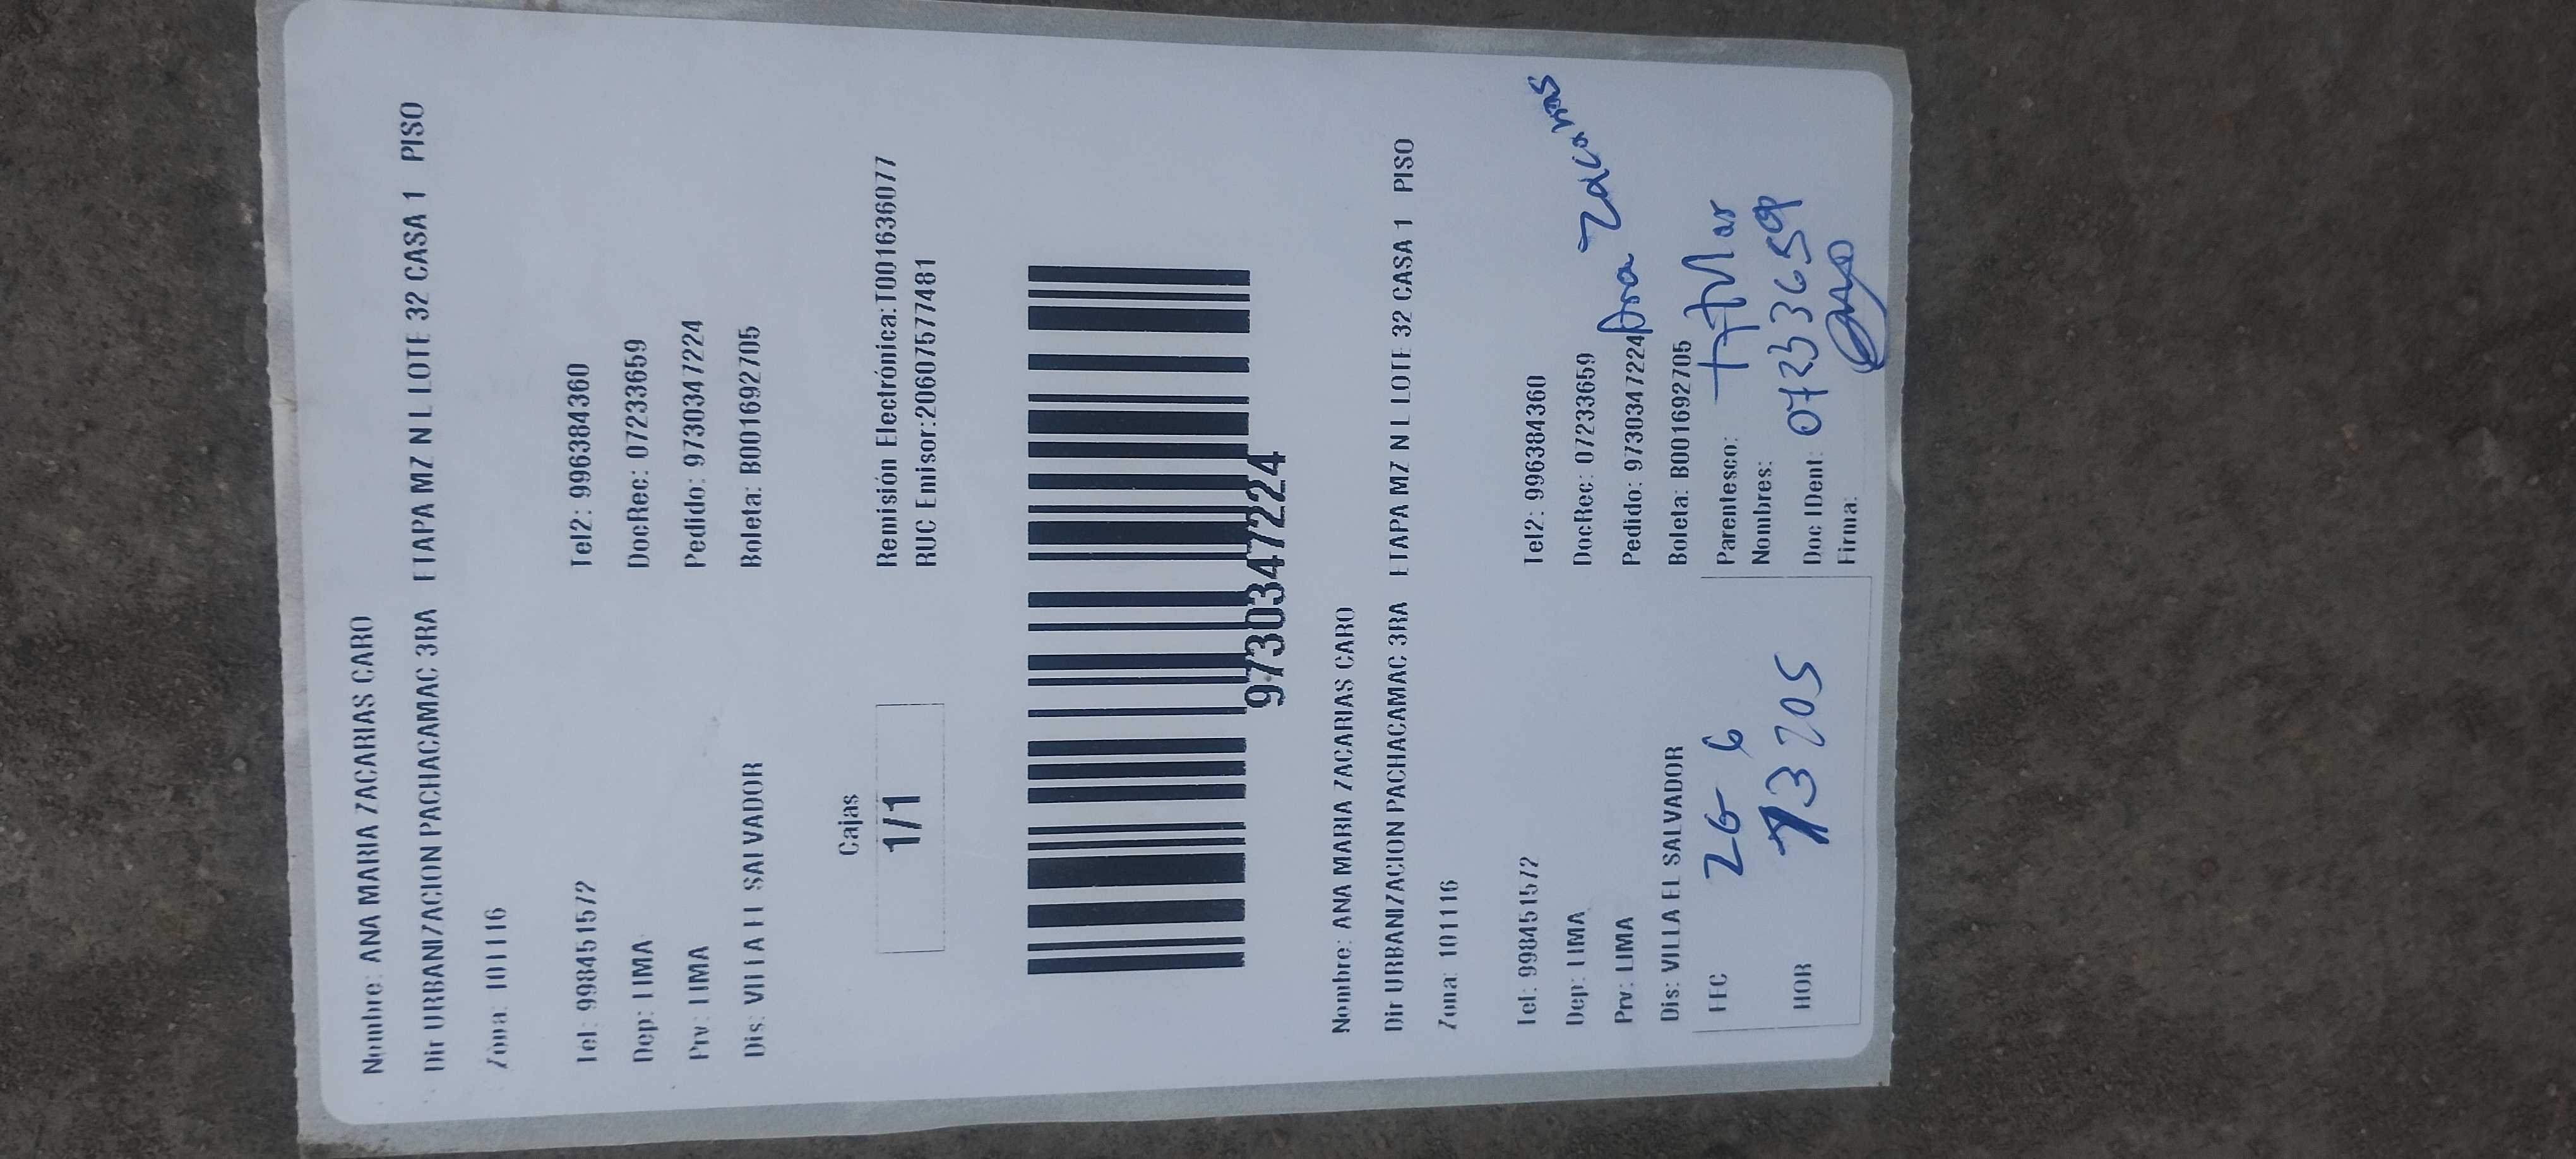 Nombre: ANA MARIA ZACARIAS CARO
Dir URBANIZACION PACHACAMAC 3RA ETAPA MZ N L LOTE 32 CASA 1 PISO
Zona: 101116
Tel: 998451572 Tel2: 996384360
Dep: LIMA DocRec: 07233659
Prv: LIMA Pedido: 9730347224
Dis: VILLA EL SALVADOR Boleta: B001692705
Cajas
1/1
Remisión Electrónica:T001636077
RUC Emisor:20607577481
9730347224
Nombre: ANA MARIA ZACARIAS CARO
Dir URBANIZACION PACHACAMAC 3RA ETAPA MZ N L LOTE 32 CASA 1 PISO
Zona: 101116
Tel: 998451572 Tel2: 996384360
Dep: LIMA DocRec: 07233659
Prv: LIMA Pedido: 9730347224 Ana Zacarias
Dis: VILLA EL SALVADOR Boleta: B001692705
FEC 26 6 Parentesco: Titular
Nombres:
HOR 13 205 Doc IDent: 07233659
Firma: